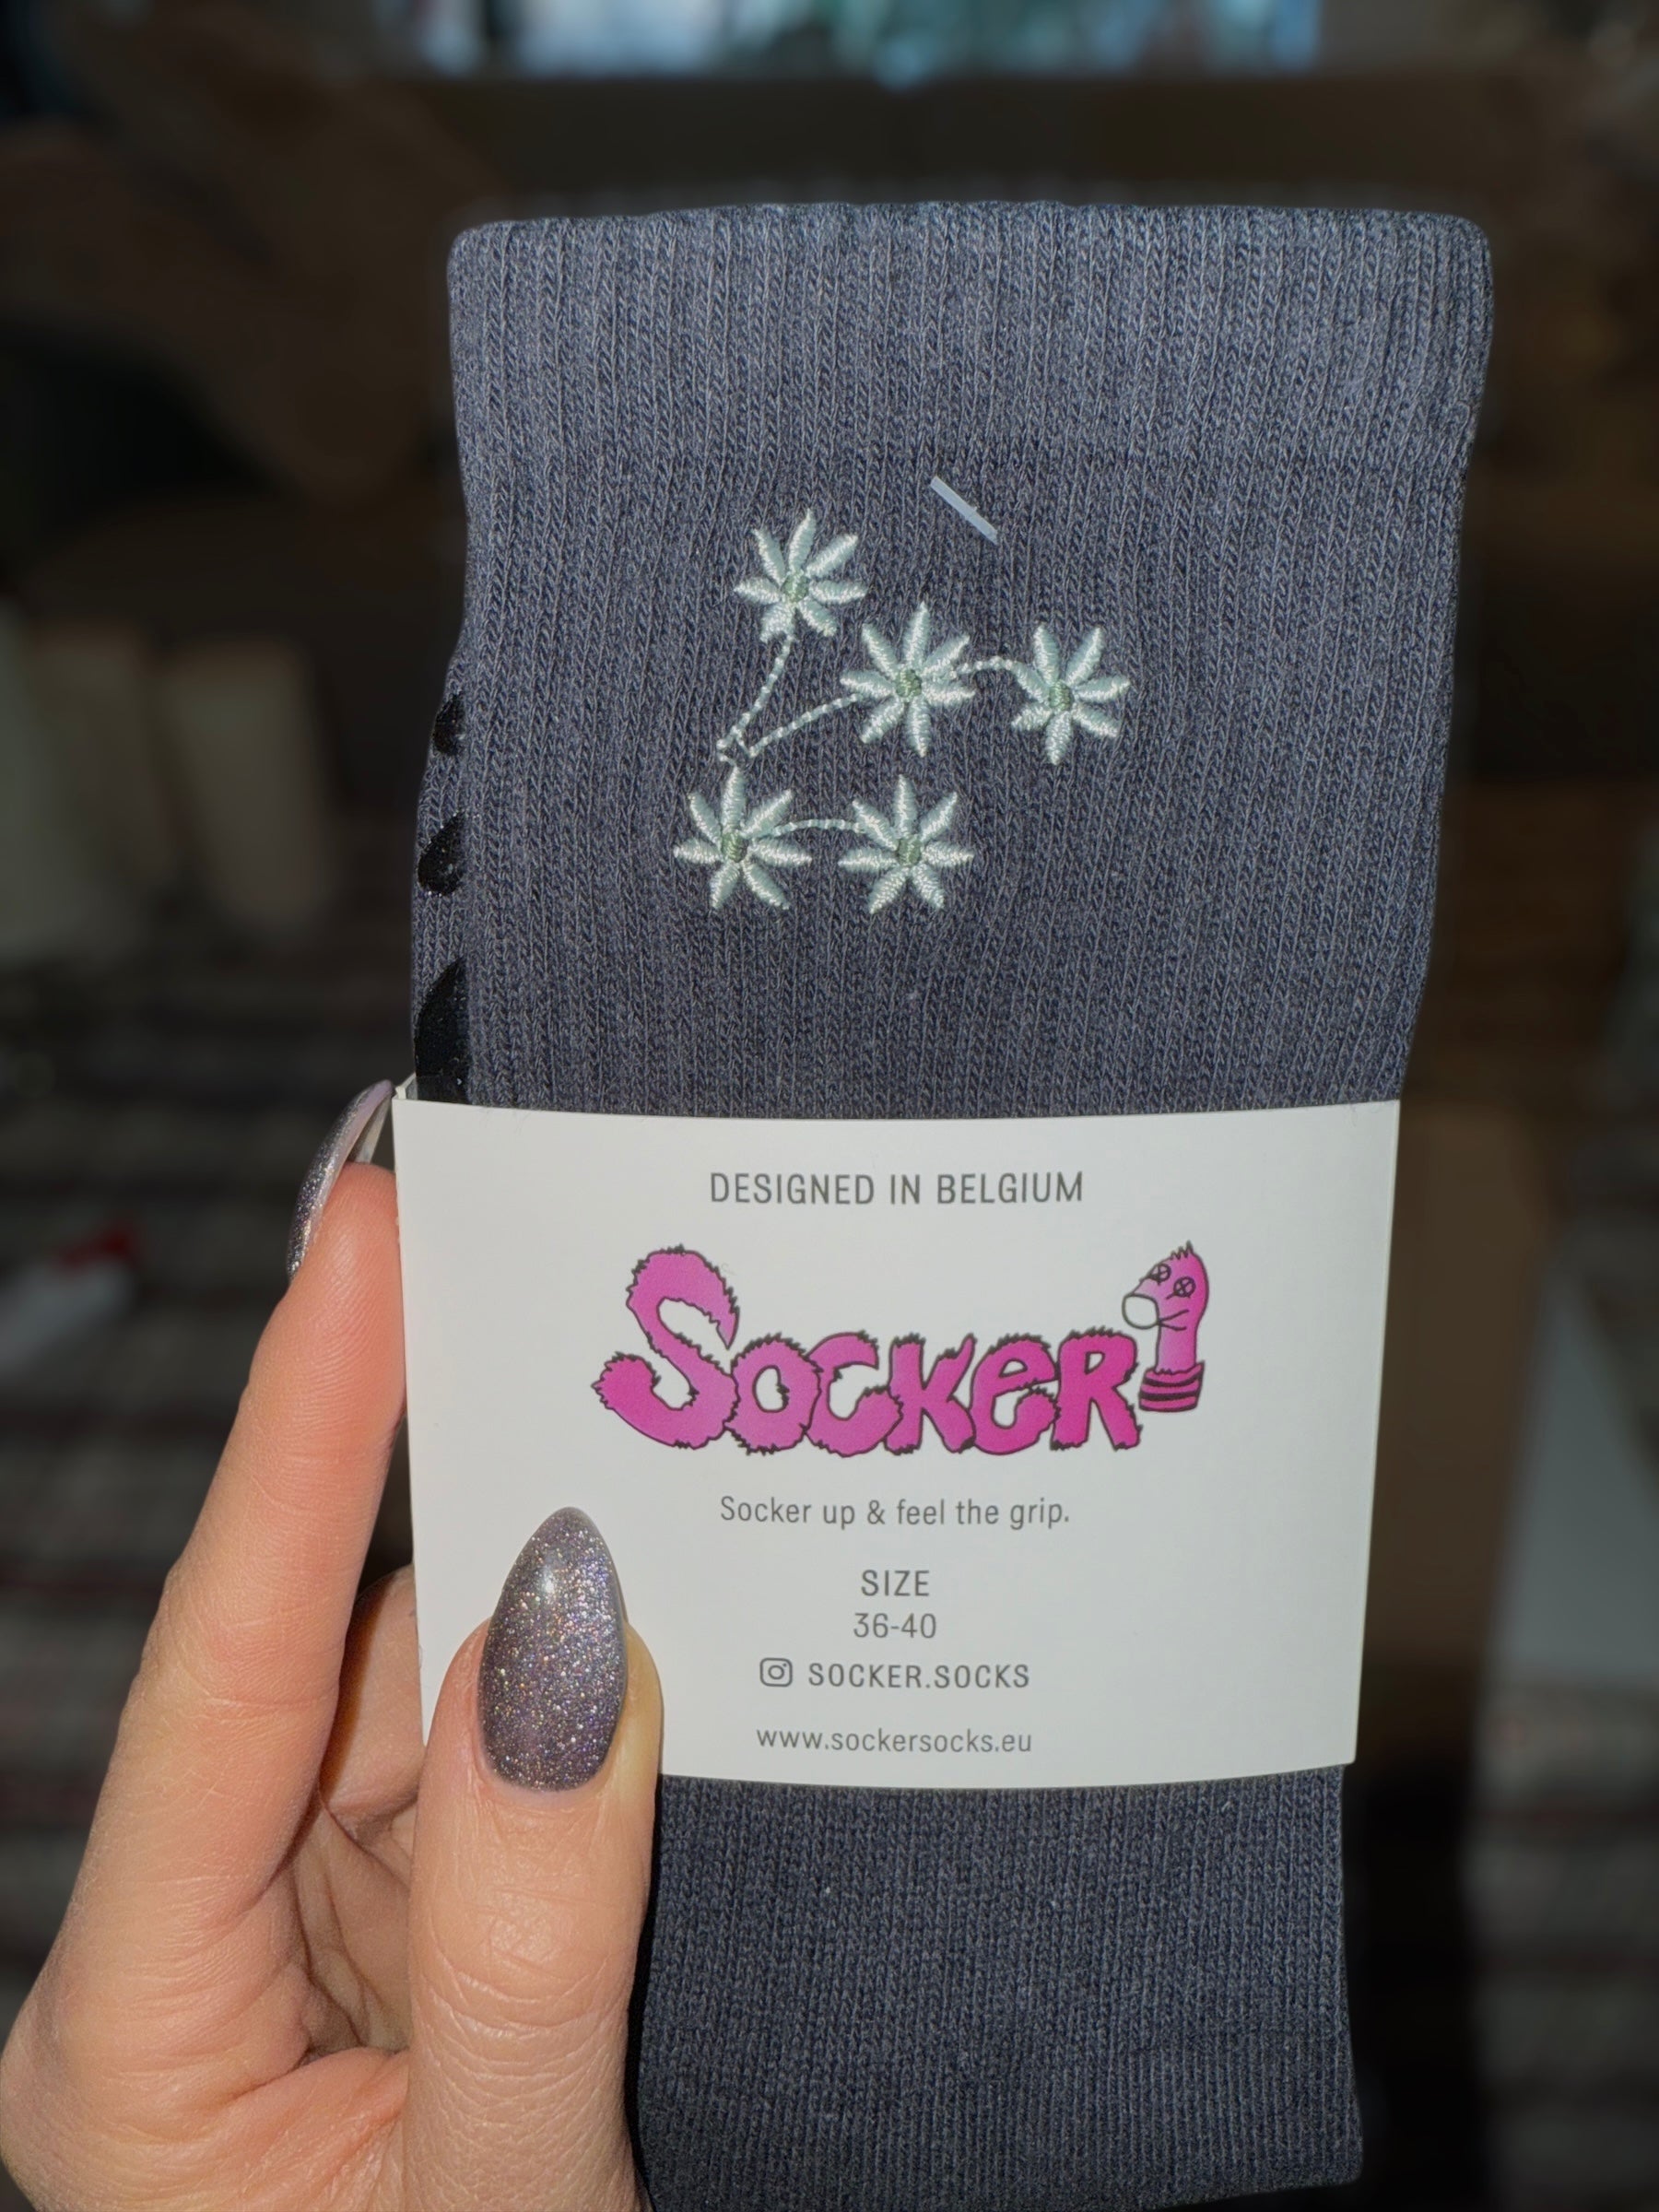 DESIGNED IN BELGIUM
SOCKER
Socker up & feel the grip.
SIZE
36-40
SOCKER.SOCKS
www.sockersocks.eu